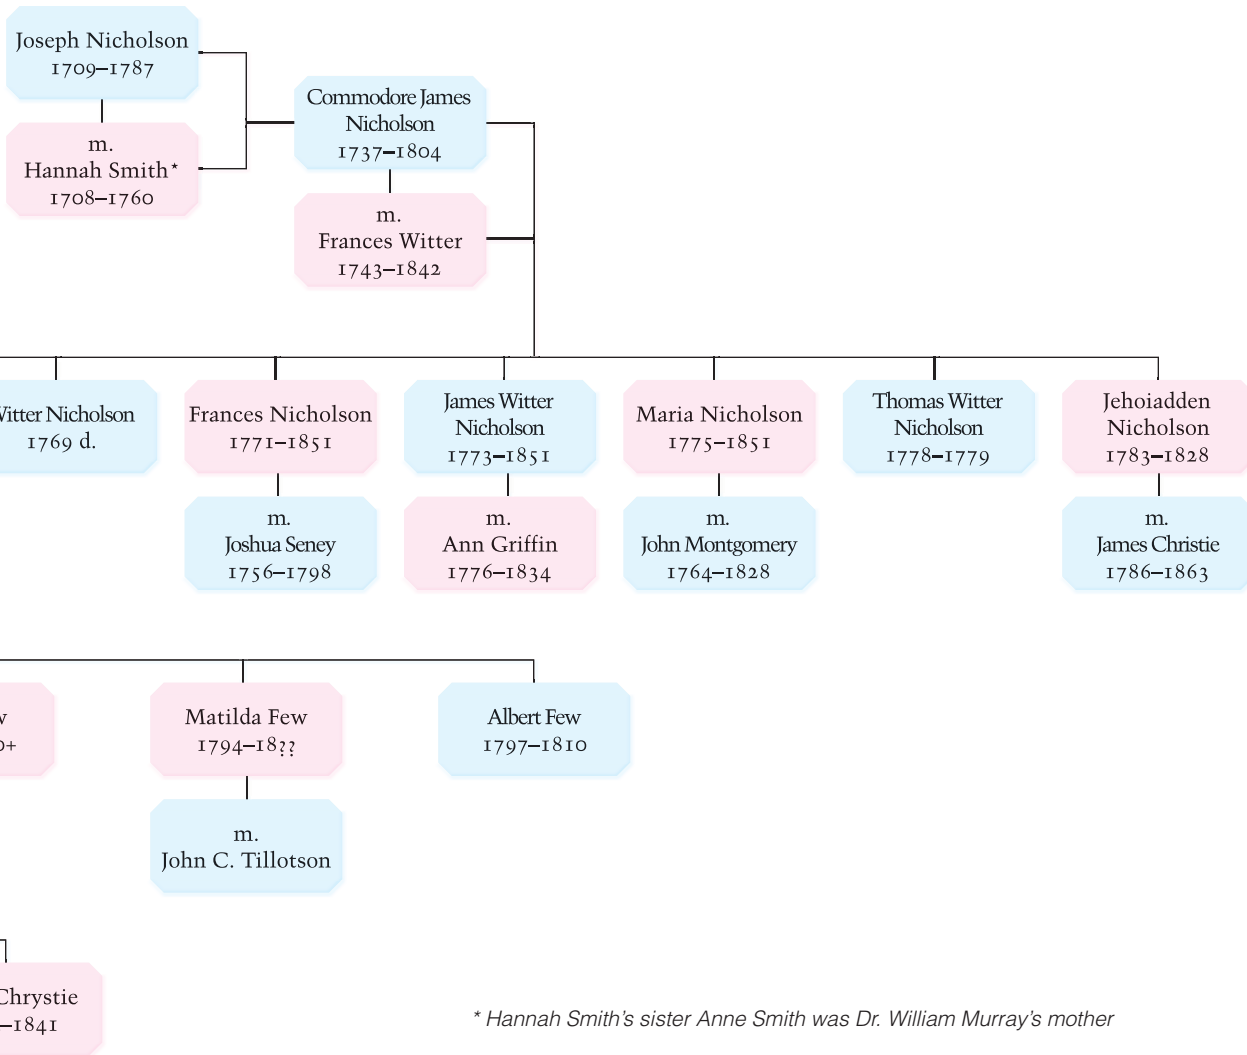 Joseph Nicholson
1709–1787
m.
Hannah Smith*
1708–1760
Commodore James
Nicholson
1737–1804
m.
Frances Witter
1743–1842
Nicholson
1769 d.
Frances Nicholson
1771–1851
m.
Joshua Seney
1756–1798
James Witter
Nicholson
1773–1851
m.
Ann Griffin
1776–1834
Maria Nicholson
1775–1851
m.
John Montgomery
1764–1828
Thomas Witter
Nicholson
1778–1779
Jehoiadden
Nicholson
1783–1828
m.
James Christie
1786–1863
Matilda Few
1794–18??
m.
John C. Tillotson
Albert Few
1797–1810
Chrystie
–1841
* Hannah Smith's sister Anne Smith was Dr. William Murray's mother